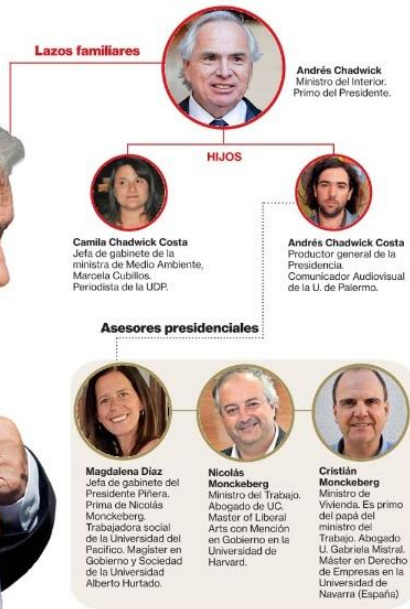 Lazos familiares
Andrés Chadwick
Ministro del Interior.
Primo del Presidente.
HIJOS
Camila Chadwick Costa
Jefa de gabinete de la
ministra de Medio Ambiente,
Marcela Cubillos.
Periodista de la UDP.
Andrés Chadwick Costa
Productor general de la
Presidencia.
Comunicador Audiovisual
de la U. de Palermo.
Asesores presidenciales
Magdalena Díaz
Jefa de gabinete del
Presidente Piñera.
Prima de Nicolás
Monckeberg.
Trabajadora social
de la Universidad del
Pacífico. Magíster en
Gobierno y Sociedad
de la Universidad
Alberto Hurtado.
Nicolás
Monckeberg
Ministro del Trabajo.
Abogado de UC.
Master of Liberal
Arts con Mención
en Gobierno en la
Universidad de
Harvard.
Cristián
Monckeberg
Ministro de
Vivienda. Es primo
del papá del
ministro del
Trabajo. Abogado
U. Gabriela Mistral.
Máster en Derecho
de Empresas en la
Universidad de
Navarra (España)